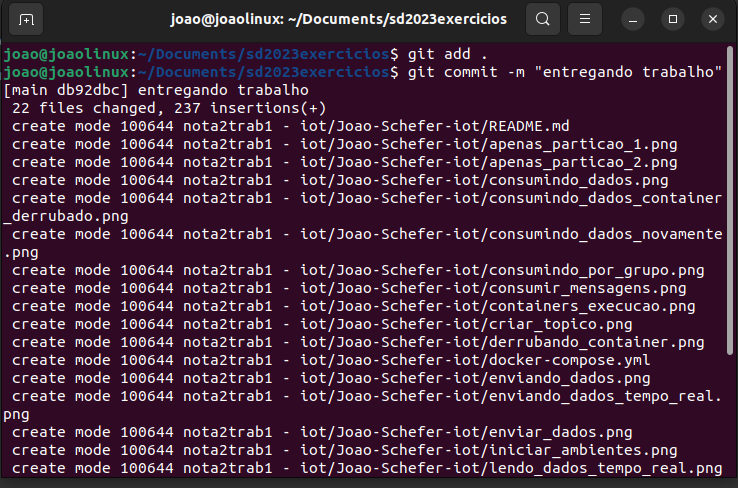 joao@joaolinux: ~/Documents/sd2023exercicios
joao@joaolinux:~/Documents/sd2023exercicios$ git add .
joao@joaolinux:~/Documents/sd2023exercicios$ git commit -m "entregando trabalho"
[main db92dbc] entregando trabalho
 22 files changed, 237 insertions(+)
 create mode 100644 nota2trab1 - iot/Joao-Schefer-iot/README.md
 create mode 100644 nota2trab1 - iot/Joao-Schefer-iot/apenas_particao_1.png
 create mode 100644 nota2trab1 - iot/Joao-Schefer-iot/apenas_particao_2.png
 create mode 100644 nota2trab1 - iot/Joao-Schefer-iot/consumindo_dados.png
 create mode 100644 nota2trab1 - iot/Joao-Schefer-iot/consumindo_dados_container
_derrubado.png
 create mode 100644 nota2trab1 - iot/Joao-Schefer-iot/consumindo_dados_novamente
.png
 create mode 100644 nota2trab1 - iot/Joao-Schefer-iot/consumindo_por_grupo.png
 create mode 100644 nota2trab1 - iot/Joao-Schefer-iot/consumir_mensagens.png
 create mode 100644 nota2trab1 - iot/Joao-Schefer-iot/containers_execucao.png
 create mode 100644 nota2trab1 - iot/Joao-Schefer-iot/criar_topico.png
 create mode 100644 nota2trab1 - iot/Joao-Schefer-iot/derrubando_container.png
 create mode 100644 nota2trab1 - iot/Joao-Schefer-iot/docker-compose.yml
 create mode 100644 nota2trab1 - iot/Joao-Schefer-iot/enviando_dados.png
 create mode 100644 nota2trab1 - iot/Joao-Schefer-iot/enviando_dados_tempo_real.
png
 create mode 100644 nota2trab1 - iot/Joao-Schefer-iot/enviar_dados.png
 create mode 100644 nota2trab1 - iot/Joao-Schefer-iot/iniciar_ambientes.png
 create mode 100644 nota2trab1 - iot/Joao-Schefer-iot/lendo_dados_tempo_real.png